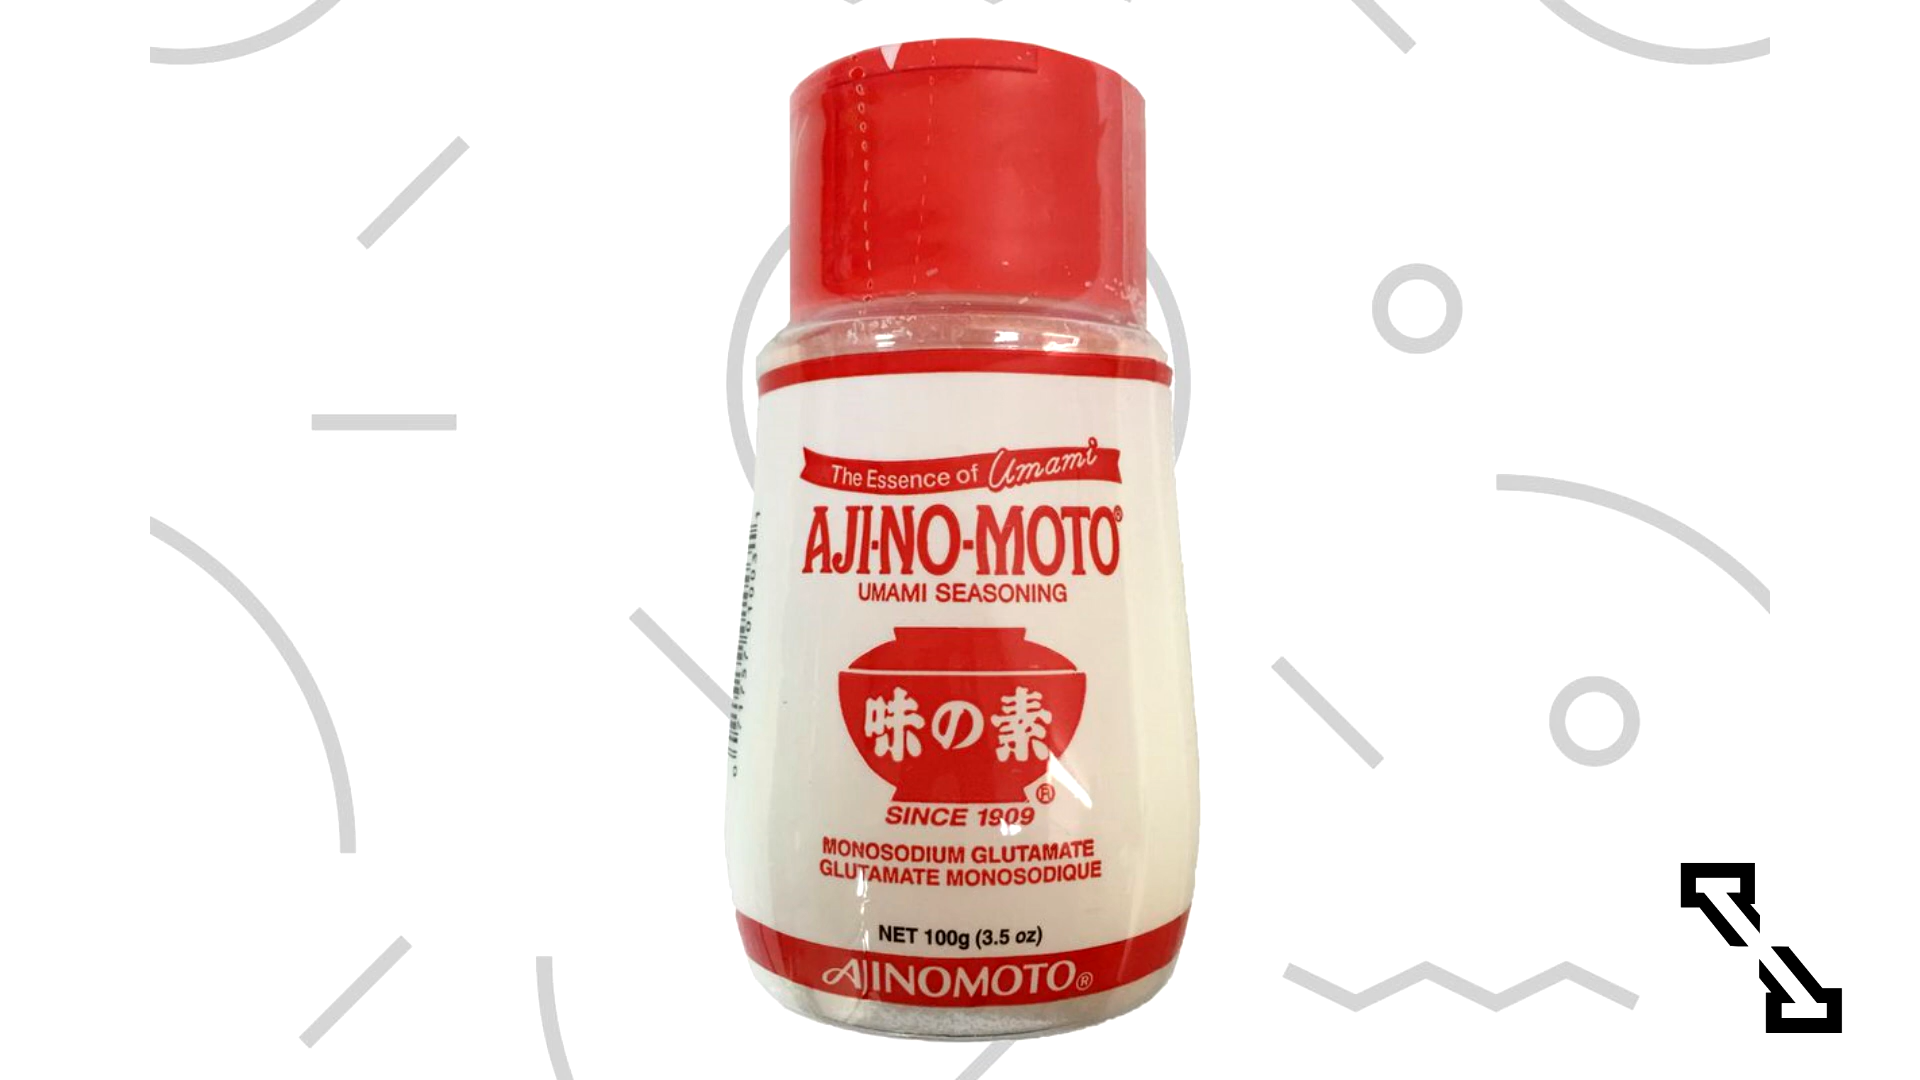 The Essence of Umami
AJI-NO-MOTO®
UMAMI SEASONING
味の素
®
SINCE 1909
MONOSODIUM GLUTAMATE
GLUTAMATE MONOSODIQUE
NET 100g (3.5 oz)
AJINOMOTO®